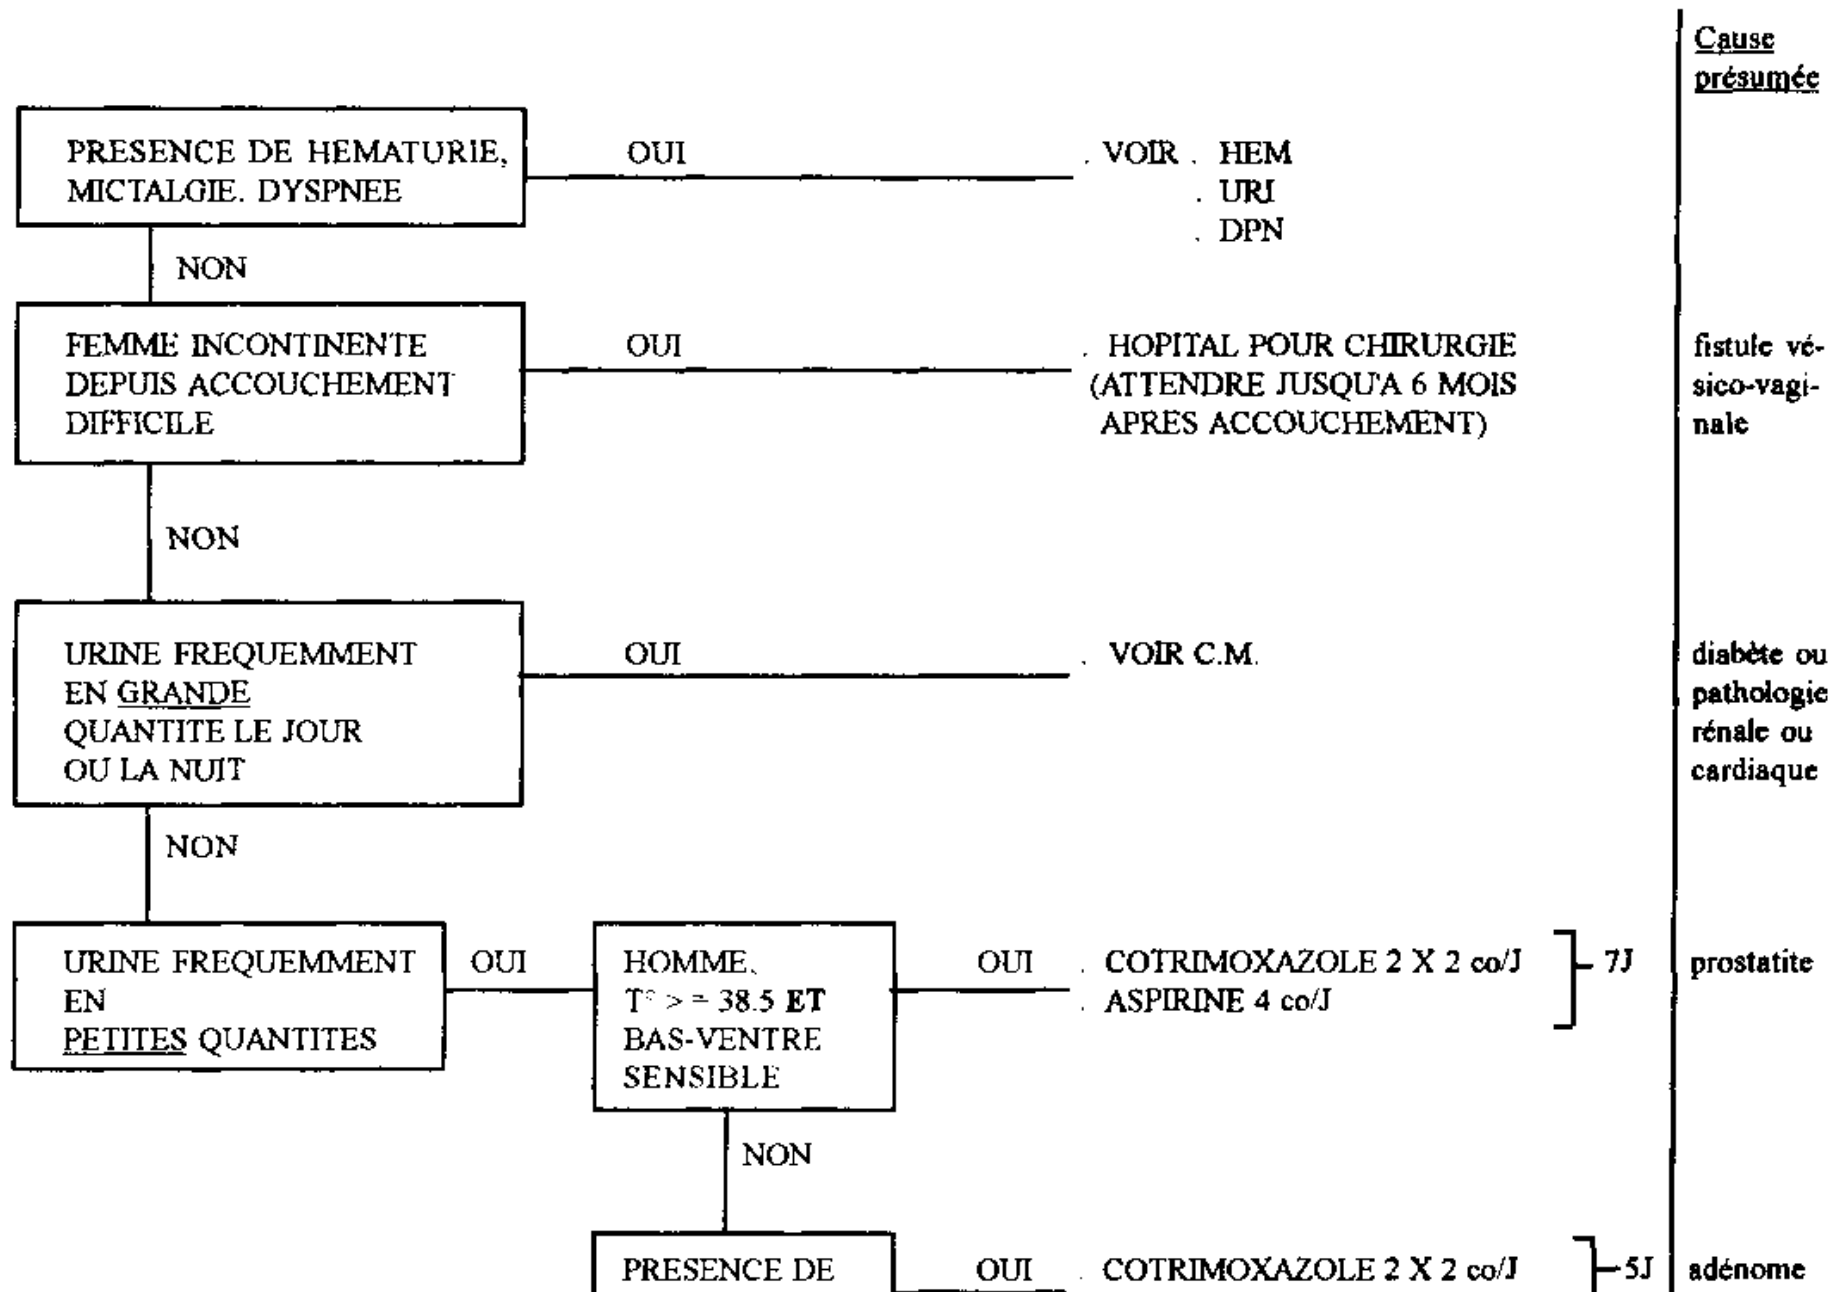 Cause
présumée
PRESENCE DE HEMATURIE,
MICTALGIE. DYSPNEE
OUI
. VOIR . HEM
. URI
. DPN
NON
FEMME INCONTINENTE
DEPUIS ACCOUCHEMENT
DIFFICILE
OUI
. HOPITAL POUR CHIRURGIE
(ATTENDRE JUSQU'A 6 MOIS
APRES ACCOUCHEMENT)
fistule vé-
sico-vagi-
nale
NON
URINE FREQUEMMENT
EN GRANDE
QUANTITE LE JOUR
OU LA NUIT
OUI
. VOIR C.M.
diabète ou
pathologie
rénale ou
cardiaque
NON
URINE FREQUEMMENT
EN
PETITES QUANTITES
OUI
HOMME,
T° > = 38.5 ET
BAS-VENTRE
SENSIBLE
OUI
. COTRIMOXAZOLE 2 X 2 co/J
. ASPIRINE 4 co/J
7J
prostatite
NON
PRESENCE DE
OUI
. COTRIMOXAZOLE 2 X 2 co/J
5J
adénome